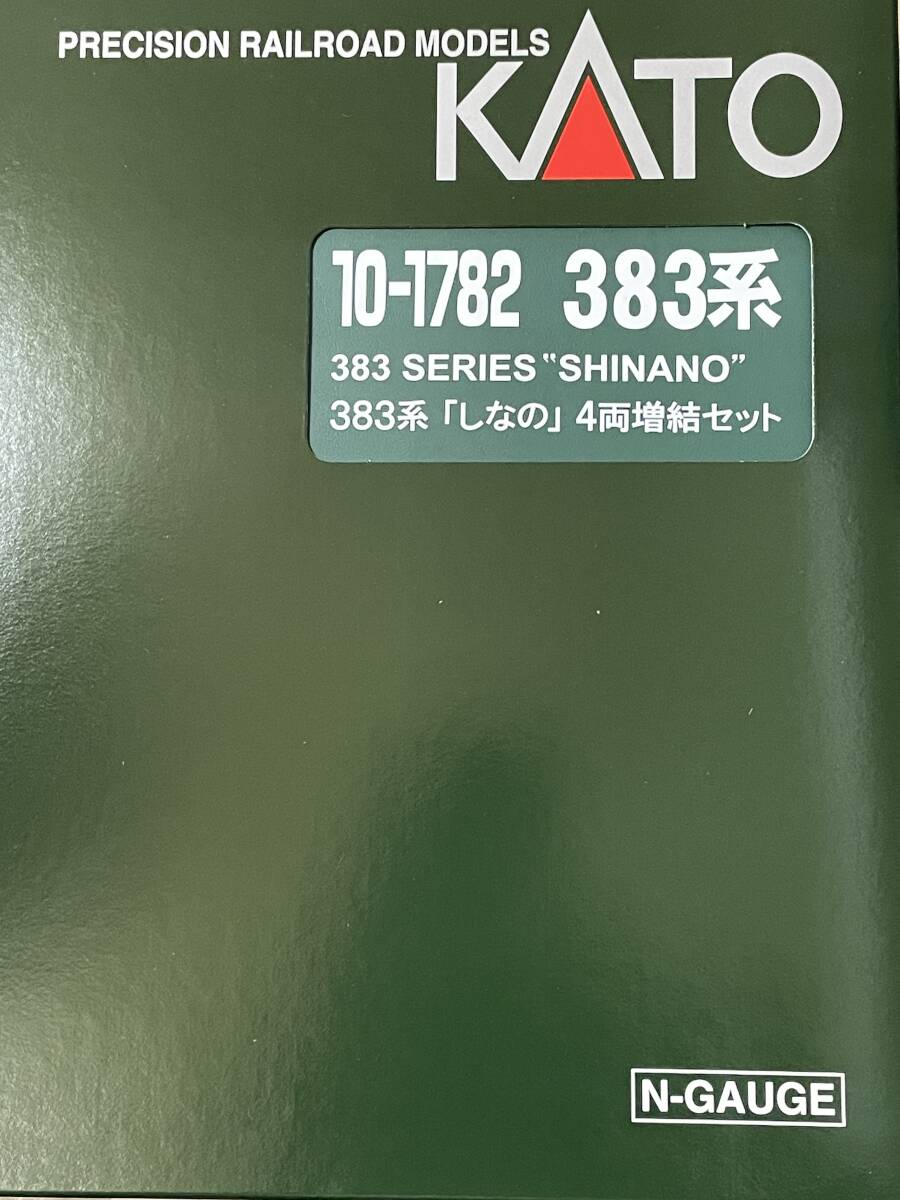 PRECISION RAILROAD MODELS
KATO
10-1782 383系
383 SERIES “SHINANO”
383系「しなの」4両増結セット
N-GAUGE